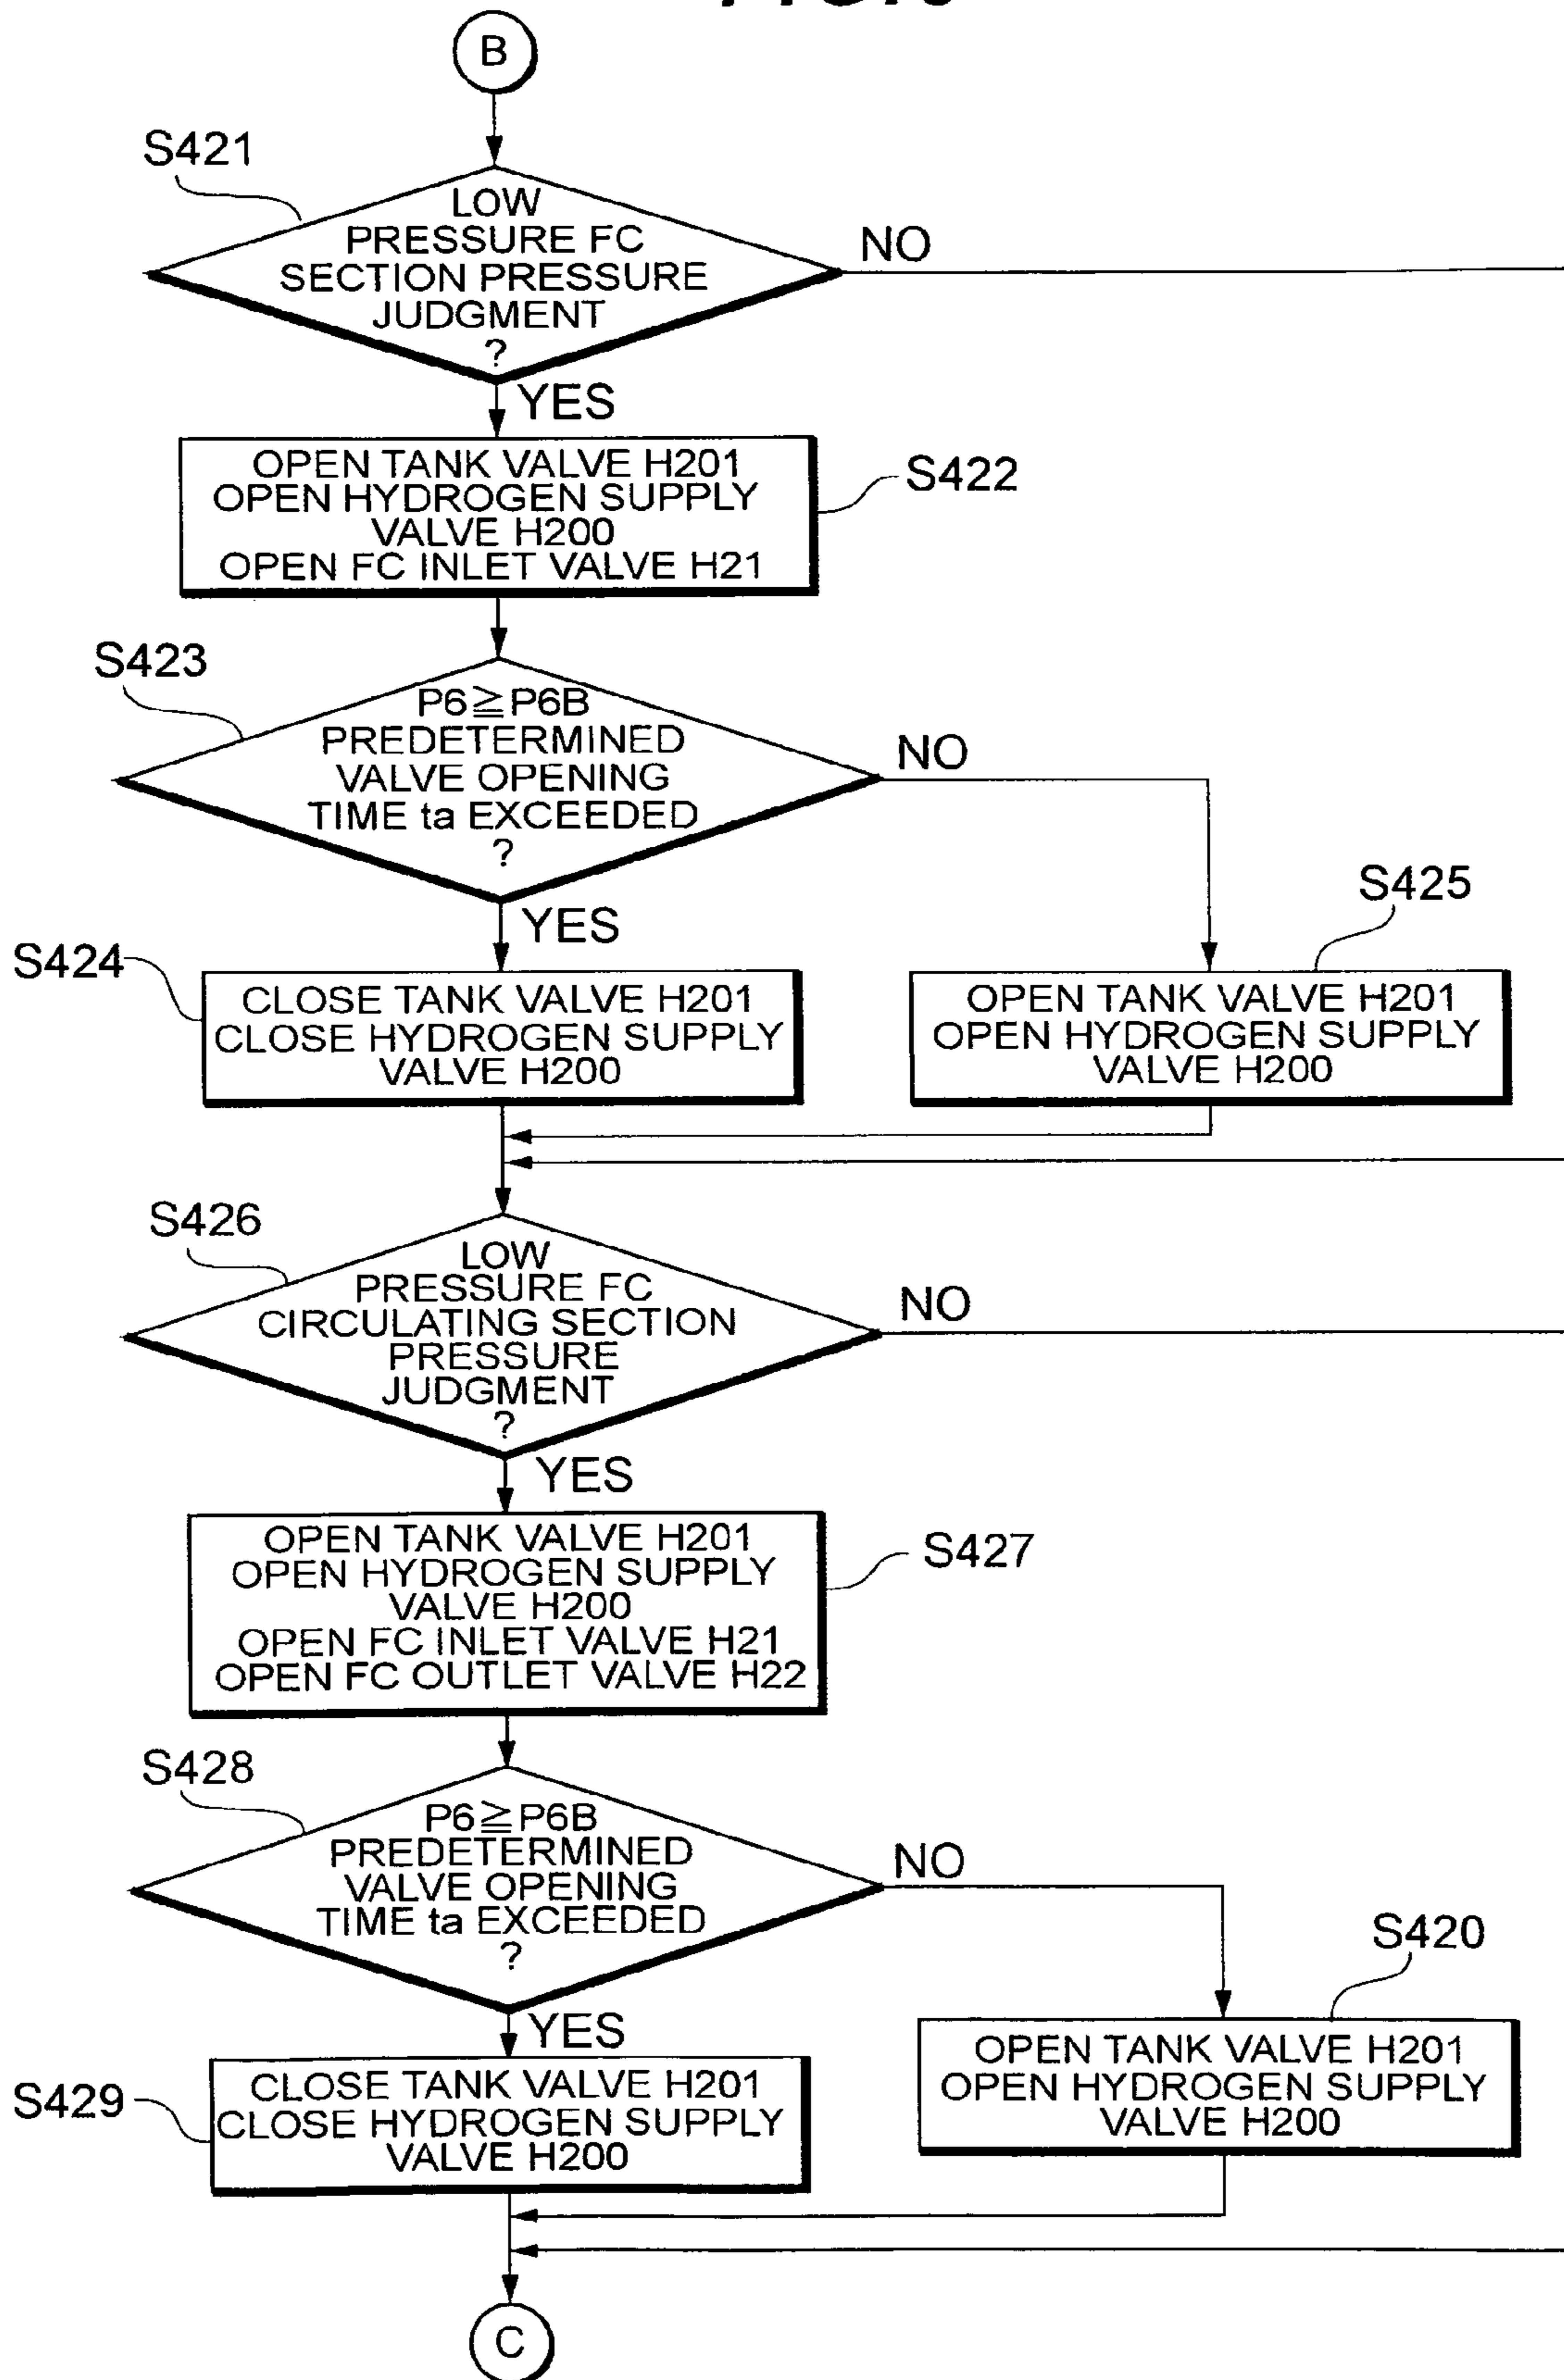 B
S421
LOW
PRESSURE FC
SECTION PRESSURE
JUDGMENT
?
NO
YES
OPEN TANK VALVE H201
OPEN HYDROGEN SUPPLY
VALVE H200
OPEN FC INLET VALVE H21
S422
S423
P6≧P6B
PREDETERMINED
VALVE OPENING
TIME ta EXCEEDED
?
NO
YES
S424
CLOSE TANK VALVE H201
CLOSE HYDROGEN SUPPLY
VALVE H200
S425
OPEN TANK VALVE H201
OPEN HYDROGEN SUPPLY
VALVE H200
S426
LOW
PRESSURE FC
CIRCULATING SECTION
PRESSURE
JUDGMENT
?
NO
YES
OPEN TANK VALVE H201
OPEN HYDROGEN SUPPLY
VALVE H200
OPEN FC INLET VALVE H21
OPEN FC OUTLET VALVE H22
S427
S428
P6≧P6B
PREDETERMINED
VALVE OPENING
TIME ta EXCEEDED
?
NO
YES
S429
CLOSE TANK VALVE H201
CLOSE HYDROGEN SUPPLY
VALVE H200
S420
OPEN TANK VALVE H201
OPEN HYDROGEN SUPPLY
VALVE H200
C